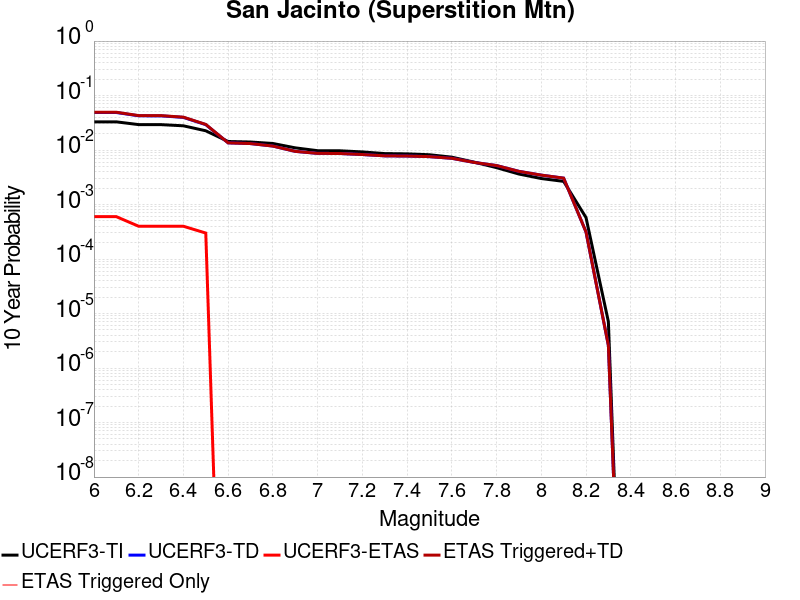 San Jacinto (Superstition Mtn)
10^0
10^-1
10^-2
10^-3
10^-4
10^-5
10^-6
10^-7
10^-8
10 Year Probability
6 6.2 6.4 6.6 6.8 7 7.2 7.4 7.6 7.8 8 8.2 8.4 8.6 8.8 9
Magnitude
UCERF3-TI UCERF3-TD UCERF3-ETAS ETAS Triggered+TD
ETAS Triggered Only